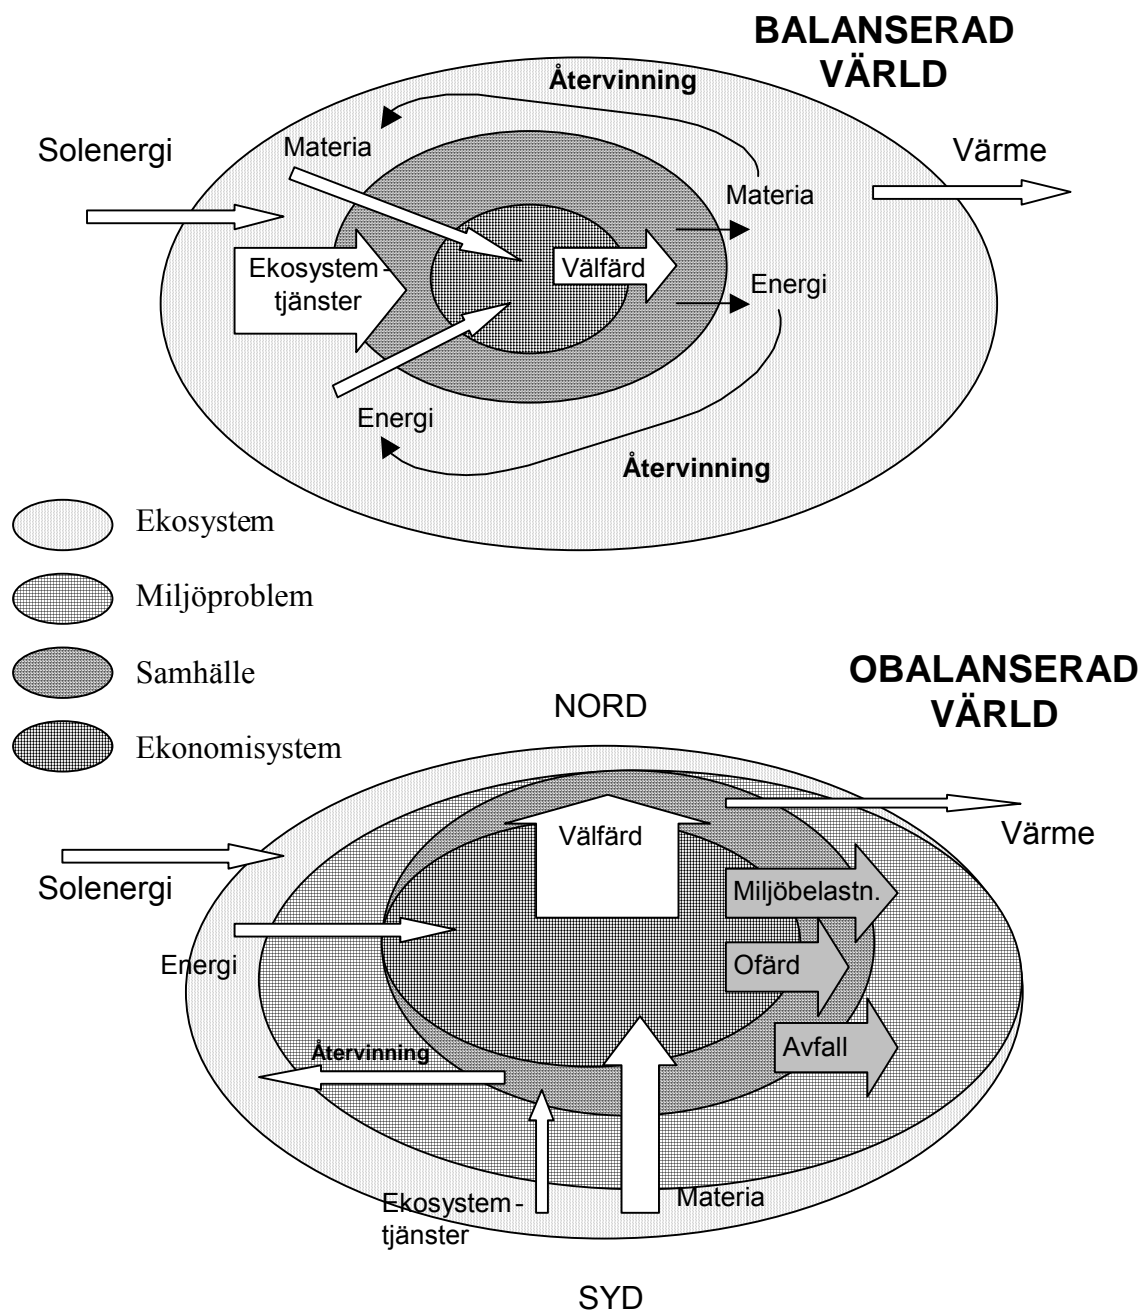 BALANSERAD
VÄRLD
Återvinning
Solenergi
Materia
Värme
Materia
Ekosystem-
tjänster
Välfärd
Energi
Energi
Återvinning
Ekosystem
Miljöproblem
Samhälle
Ekonomisystem
OBALANSERAD
VÄRLD
NORD
Välfärd
Värme
Solenergi
Miljöbelastn.
Energi
Ofärd
Återvinning
Avfall
Ekosystem-
tjänster
Materia
SYD